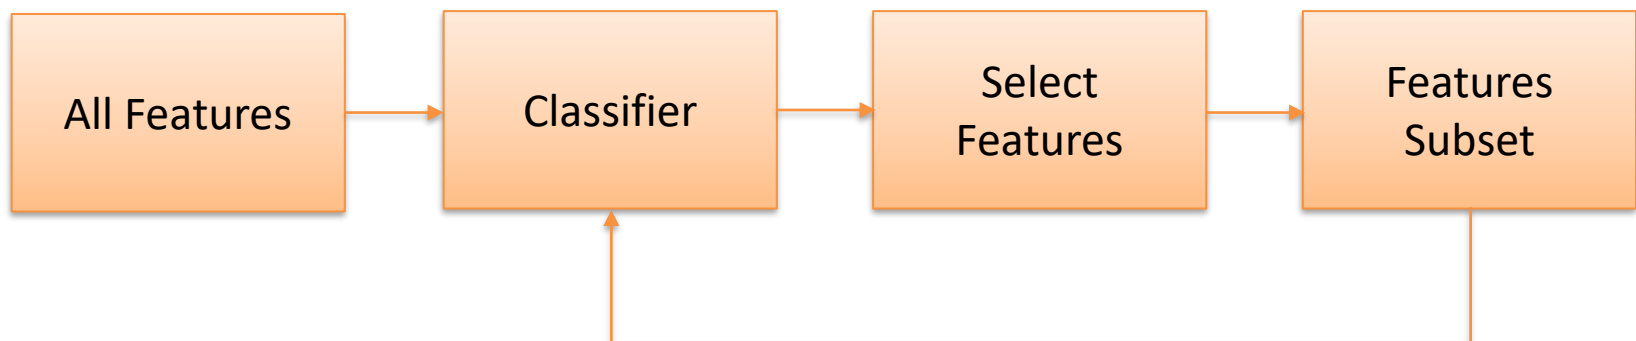 All Features
Classifier
Select
Features
Features
Subset